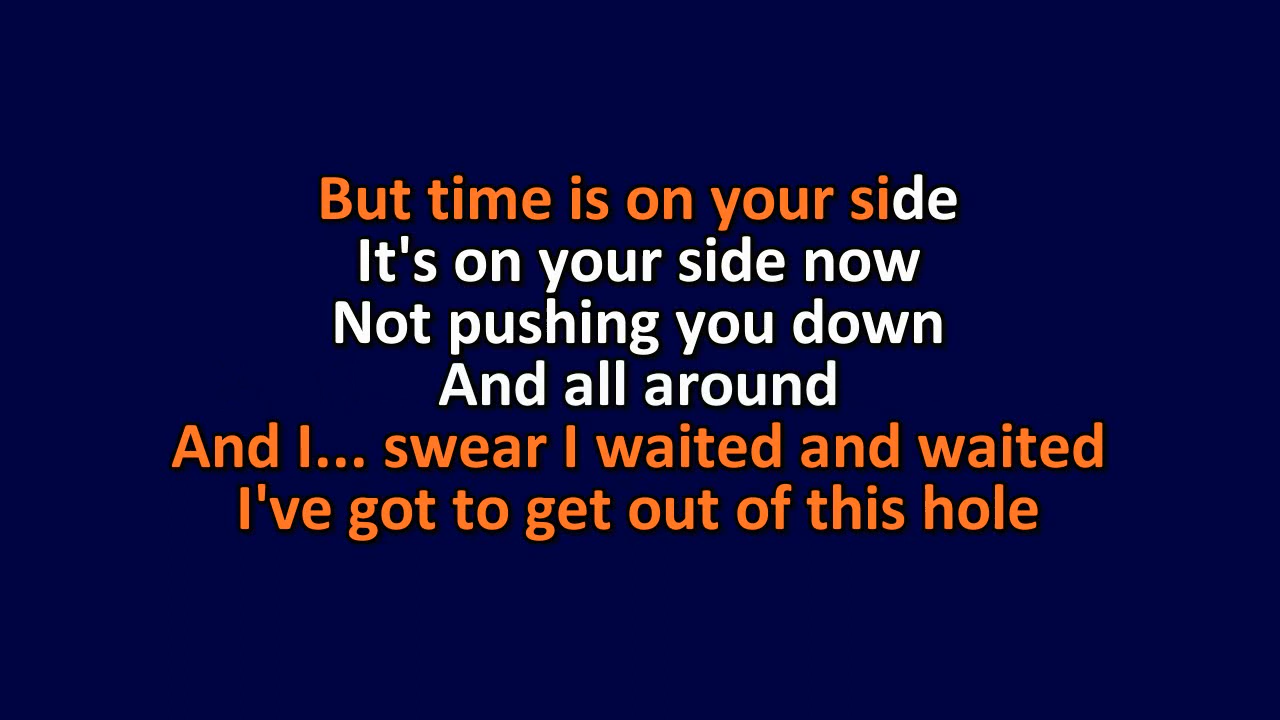 But time is on your side
It's on your side now
Not pushing you down
And all around
And I... swear I waited and waited
I've got to get out of this hole